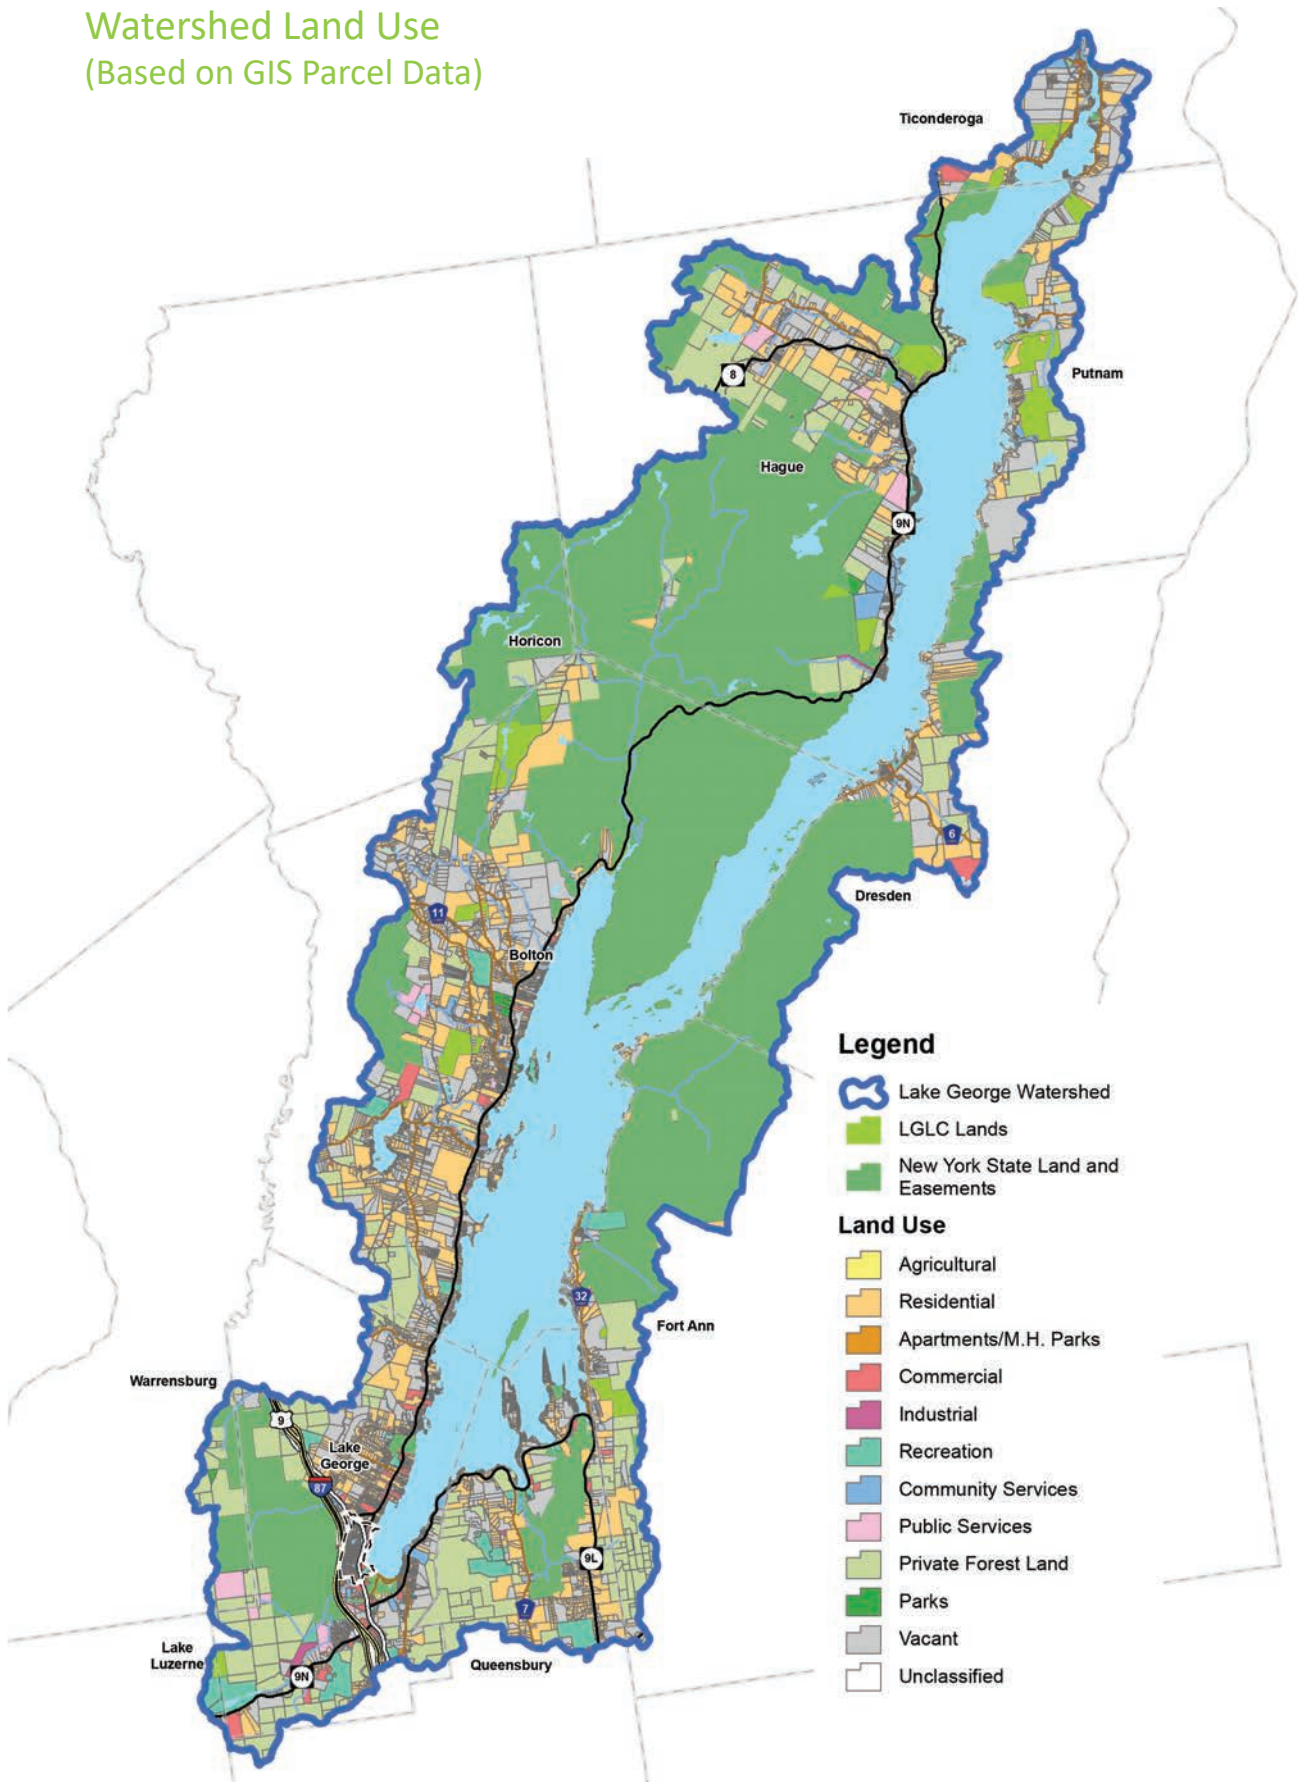 Watershed Land Use
(Based on GIS Parcel Data)
Ticonderoga
Putnam
8
Hague
9N
Horicon
6
Dresden
11
Bolton
32
Fort Ann
Warrensburg
9
Lake
George
87
9L
7
Lake
Luzerne
9N
Queensbury
Legend
Lake George Watershed
LGLC Lands
New York State Land and
Easements
Land Use
Agricultural
Residential
Apartments/M.H. Parks
Commercial
Industrial
Recreation
Community Services
Public Services
Private Forest Land
Parks
Vacant
Unclassified